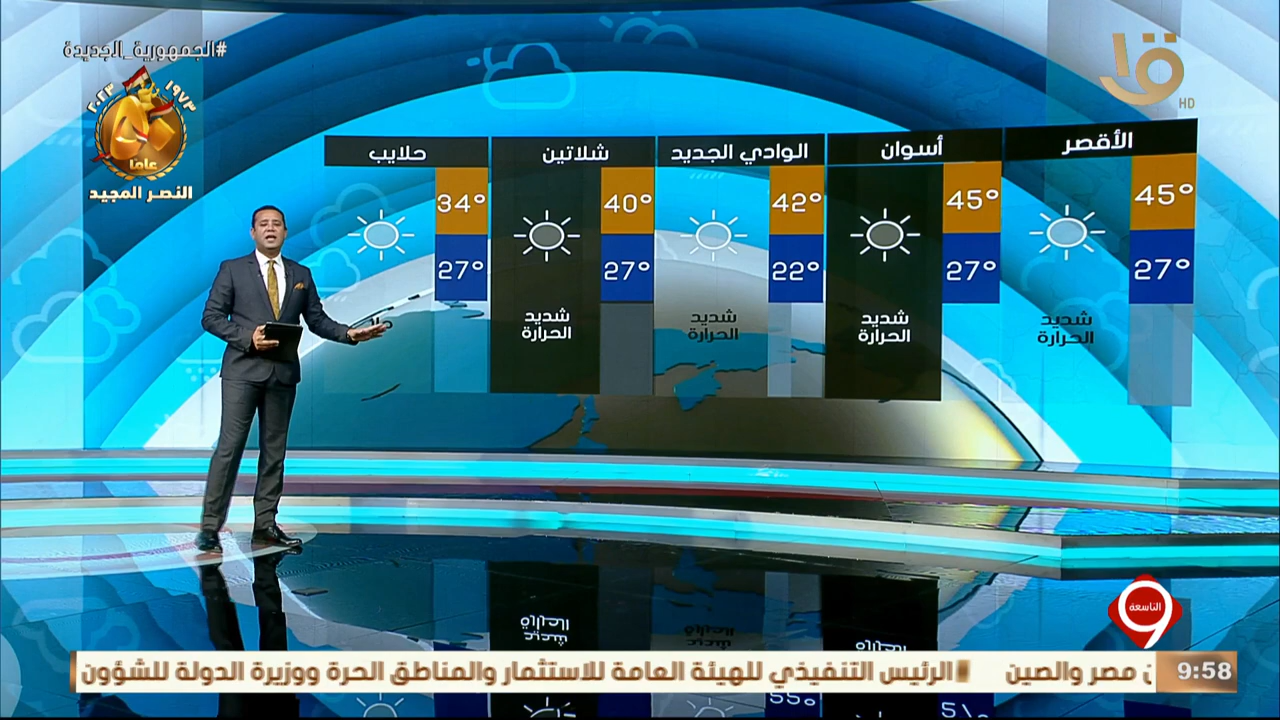 #الجمهورية_الجديدة
١٩٧٣
٢٠٢٣
٥٠
عاما
النصر المجيد
HD
الأقصر
45°
27°
شديد
الحرارة
أسوان
45°
27°
شديد
الحرارة
الوادي الجديد
42°
22°
شديد
الحرارة
شلاتين
40°
27°
شديد
الحرارة
حلايب
34°
27°
التاسعة
9
9:58
مصر والصين
الرئيس التنفيذي للهيئة العامة للاستثمار والمناطق الحرة ووزيرة الدولة للشؤون